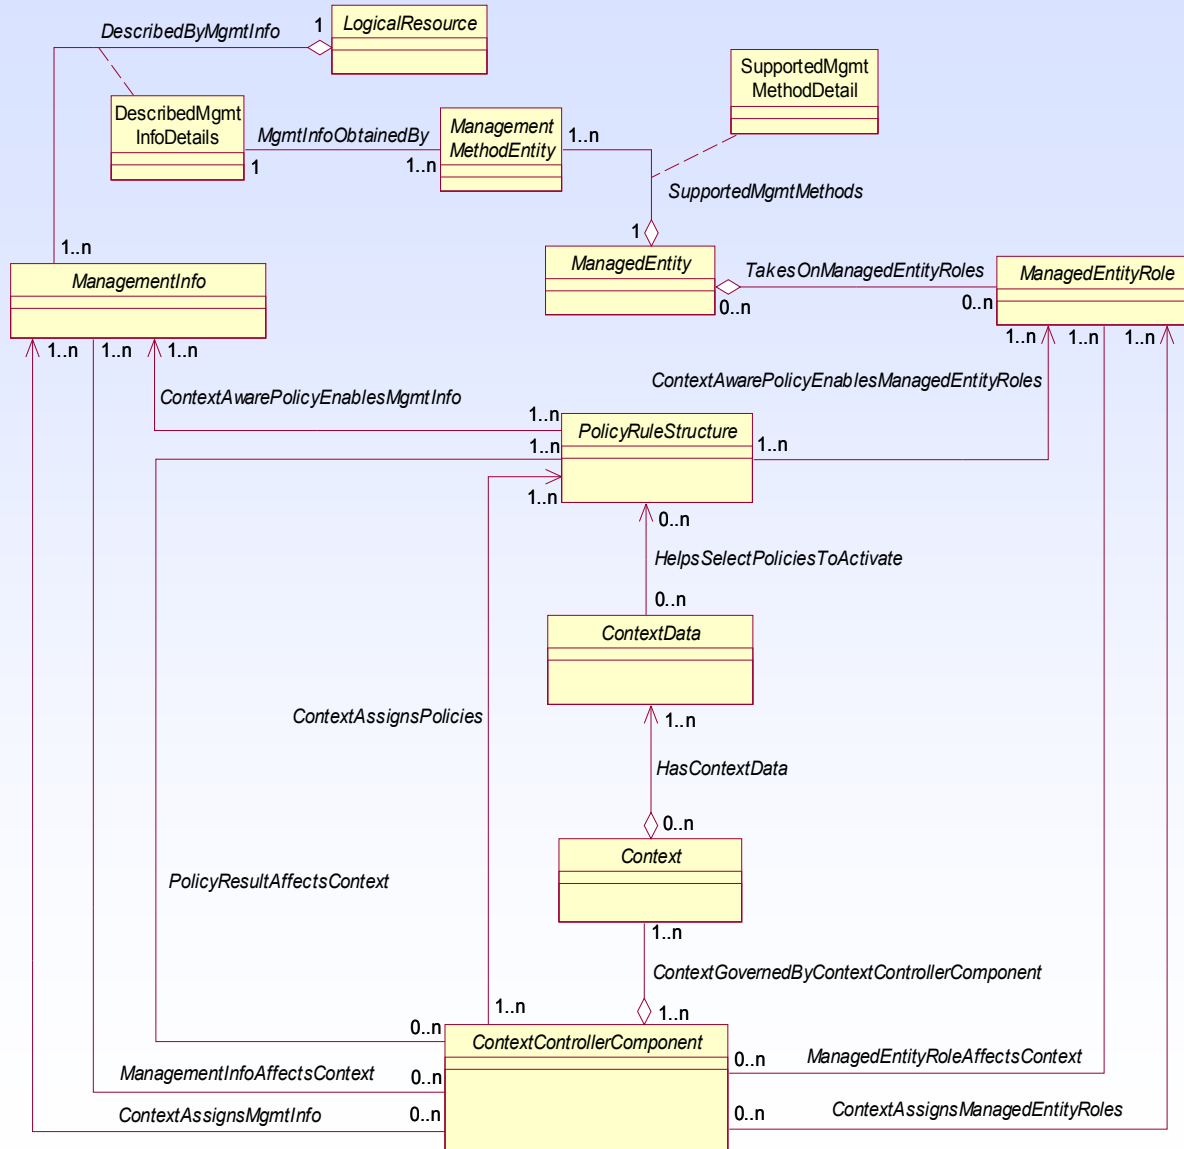 DescribedByMgmtInfo
1
LogicalResource
SupportedMgmt
MethodDetail
DescribedMgmt
InfoDetails
MgmtInfoObtainedBy
1
1..n
Management
MethodEntity
1..n
SupportedMgmtMethods
1
1..n
ManagementInfo
ManagedEntity
TakesOnManagedEntityRoles
0..n
0..n
ManagedEntityRole
1..n
1..n
1..n
1..n
1..n
1..n
ContextAwarePolicyEnablesMgmtInfo
ContextAwarePolicyEnablesManagedEntityRoles
1..n
PolicyRuleStructure
1..n
1..n
1..n
0..n
HelpsSelectPoliciesToActivate
0..n
ContextData
1..n
ContextAssignsPolicies
HasContextData
0..n
Context
PolicyResultAffectsContext
1..n
ContextGovernedByContextControllerComponent
1..n
1..n
0..n
ContextControllerComponent
0..n
ManagedEntityRoleAffectsContext
ManagementInfoAffectsContext
0..n
ContextAssignsMgmtInfo
0..n
0..n
ContextAssignsManagedEntityRoles